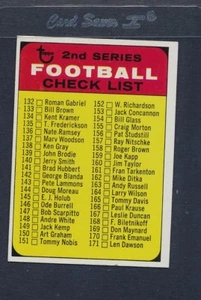 Card Saver I®
2nd SERIES
FOOTBALL
CHECK LIST
132 Roman Gabriel
133 Bill Brown
134 Kent Kramer
135 T. Frederickson
136 Nate Ramsey
137 Marv Woodson
138 Ken Gray
139 John Brodie
140 Jerry Smith
141 Brad Hubbert
142 George Blanda
143 Pete Lammons
144 Doug Moreau
145 E. J. Holub
146 Ode Burrell
147 Bob Scarpitto
148 Andre White
149 Jack Kemp
150 Art Graham
151 Tommy Nobis
152 W. Richardson
153 Jack Concannon
154 Bill Glass
155 Craig Morton
156 Pat Studstill
157 Ray Nitschke
158 Roger Brown
159 Joe Kapp
160 Jim Taylor
161 Fran Tarkenton
162 Mike Ditka
163 Andy Russell
164 Larry Wilson
165 Tommy Davis
166 Paul Krause
167 Leslie Duncan
168 F. Biletnikoff
169 Don Maynard
170 Frank Emanuel
171 Len Dawson